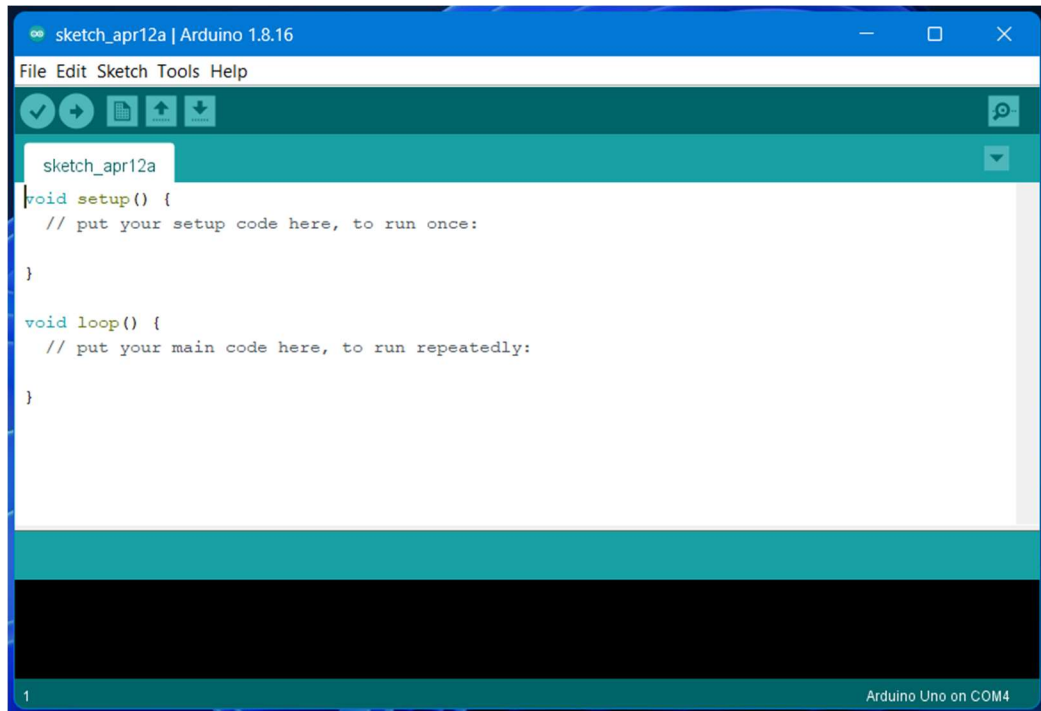 sketch_apr12a | Arduino 1.8.16
File Edit Sketch Tools Help
sketch_apr12a
void setup() {
// put your setup code here, to run once:
}
void loop() {
// put your main code here, to run repeatedly:
}
1
Arduino Uno on COM4